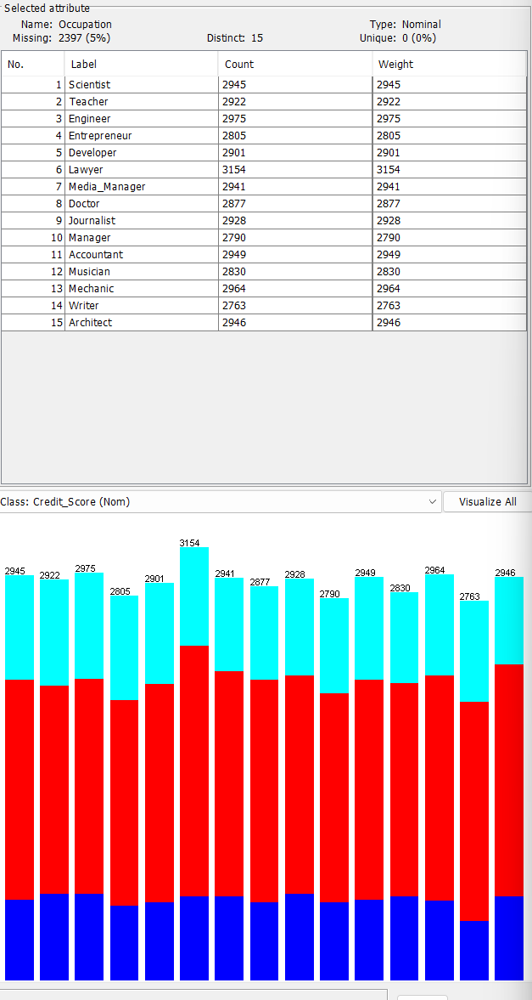 Selected attribute
Name: Occupation Type: Nominal
Missing: 2397 (5%) Distinct: 15 Unique: 0 (0%)
No. Label Count Weight
1 Scientist 2945 2945
2 Teacher 2922 2922
3 Engineer 2975 2975
4 Entrepreneur 2805 2805
5 Developer 2901 2901
6 Lawyer 3154 3154
7 Media_Manager 2941 2941
8 Doctor 2877 2877
9 Journalist 2928 2928
10 Manager 2790 2790
11 Accountant 2949 2949
12 Musician 2830 2830
13 Mechanic 2964 2964
14 Writer 2763 2763
15 Architect 2946 2946
Class: Credit_Score (Nom) Visualize All
2945 2922 2975 2805 2901 3154 2941 2877 2928 2790 2949 2830 2964 2763 2946